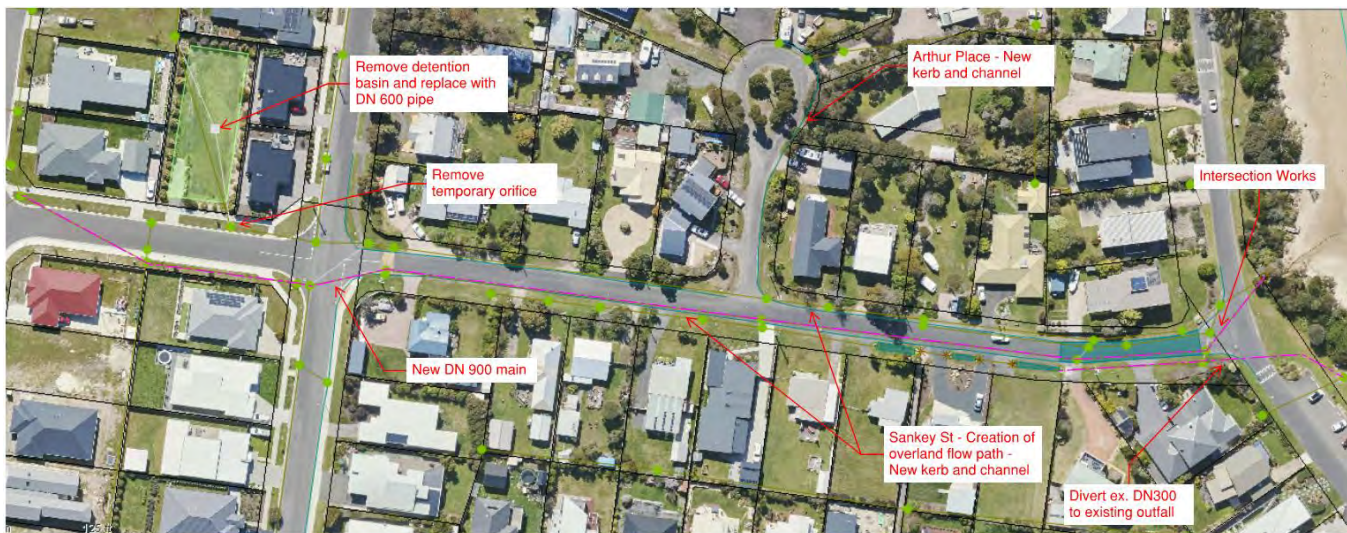 Remove detention
basin and replace with
DN 600 pipe
Arthur Place - New
kerb and channel
Remove
temporary orifice
Intersection Works
New DN 900 main
Sankey St - Creation of
overland flow path -
New kerb and channel
Divert ex. DN300
to existing outfall
125 ft